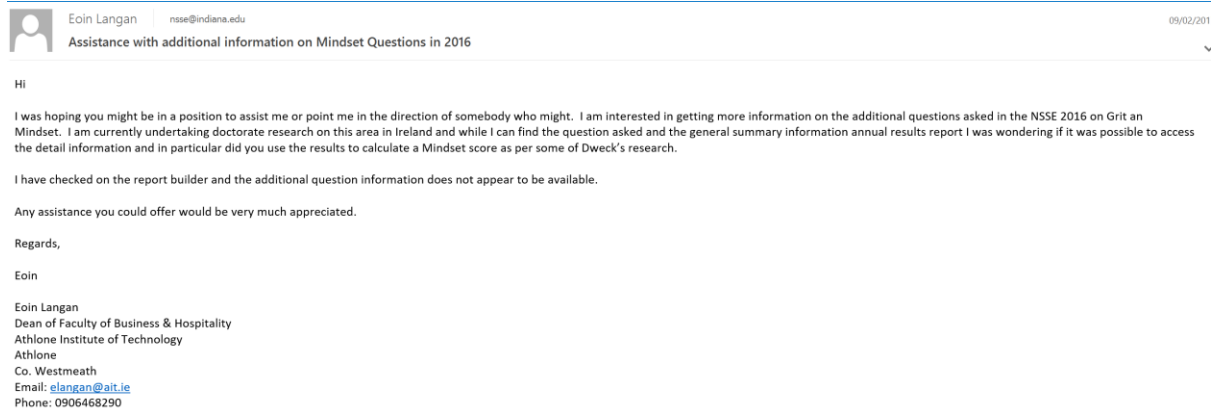 Eoin Langan nsse@indiana.edu 09/02/201
Assistance with additional information on Mindset Questions in 2016
Hi
I was hoping you might be in a position to assist me or point me in the direction of somebody who might. I am interested in getting more information on the additional questions asked in the NSSE 2016 on Grit an
Mindset. I am currently undertaking doctorate research on this area in Ireland and while I can find the question asked and the general summary information annual results report I was wondering if it was possible to access
the detail information and in particular did you use the results to calculate a Mindset score as per some of Dweck's research.
I have checked on the report builder and the additional question information does not appear to be available.
Any assistance you could offer would be very much appreciated.
Regards,
Eoin
Eoin Langan
Dean of Faculty of Business & Hospitality
Athlone Institute of Technology
Athlone
Co. Westmeath
Email: elangan@ait.ie
Phone: 0906468290